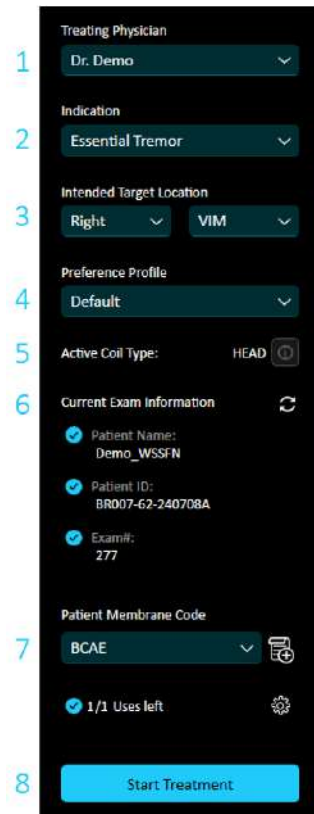 Treating Physician
1 Dr. Demo
Indication
2 Essential Tremor
Intended Target Location
3 Right VIM
Preference Profile
4 Default
5 Active Coil Type: HEAD
6 Current Exam Information
Patient Name:
Demo_WSSFN
Patient ID:
BR007-62-240708A
Exam#:
277
Patient Membrane Code
7 BCAE
1/1 Uses left
8 Start Treatment